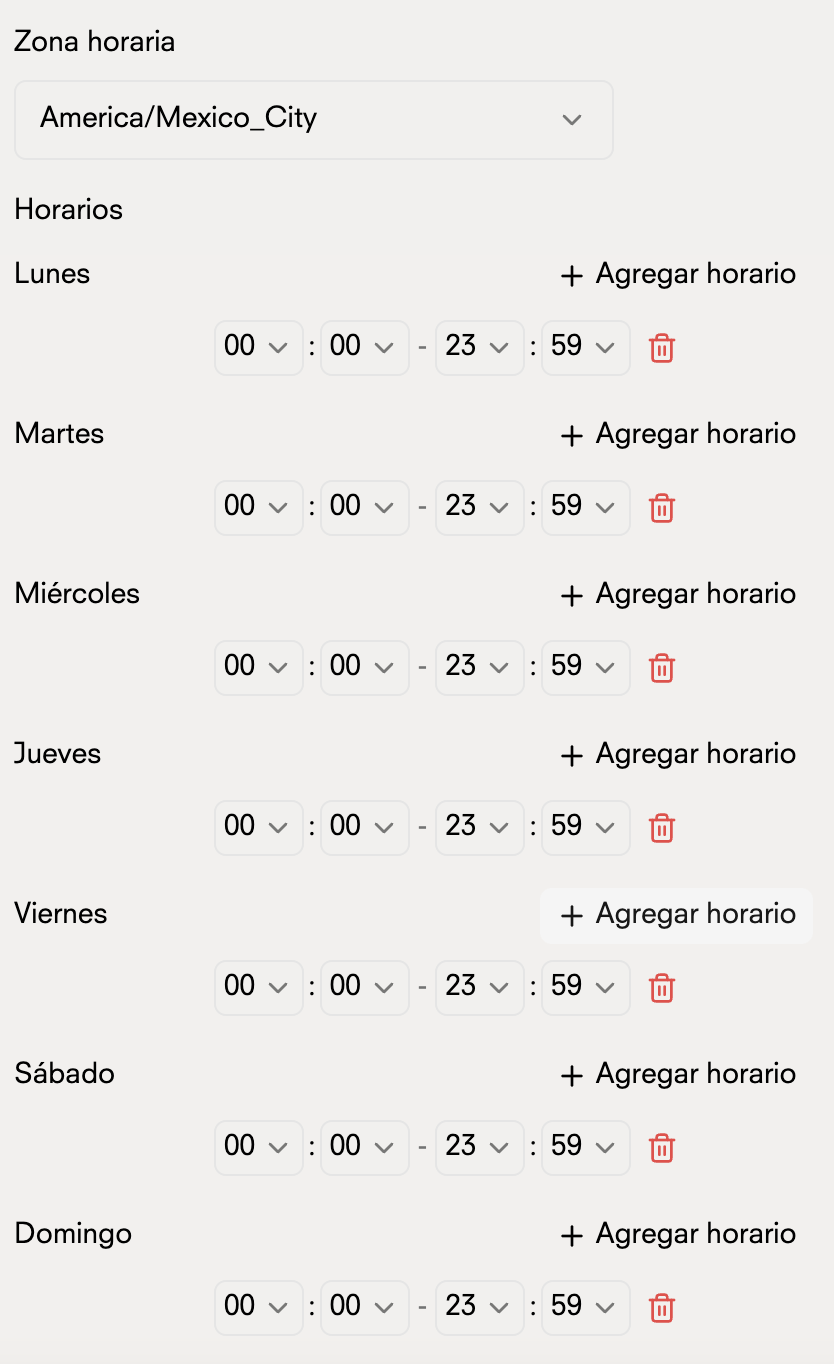 Zona horaria
America/Mexico_City
Horarios
Lunes + Agregar horario
00 : 00 - 23 : 59
Martes + Agregar horario
00 : 00 - 23 : 59
Miércoles + Agregar horario
00 : 00 - 23 : 59
Jueves + Agregar horario
00 : 00 - 23 : 59
Viernes + Agregar horario
00 : 00 - 23 : 59
Sábado + Agregar horario
00 : 00 - 23 : 59
Domingo + Agregar horario
00 : 00 - 23 : 59